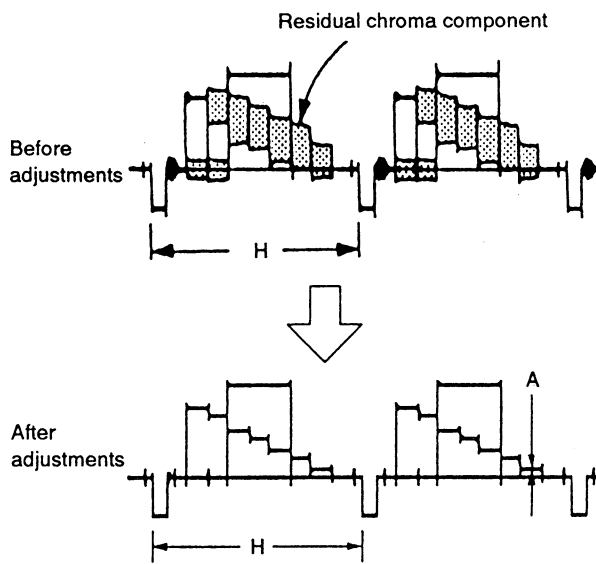 Residual chroma component
Before
adjustments
H
A
After
adjustments
H